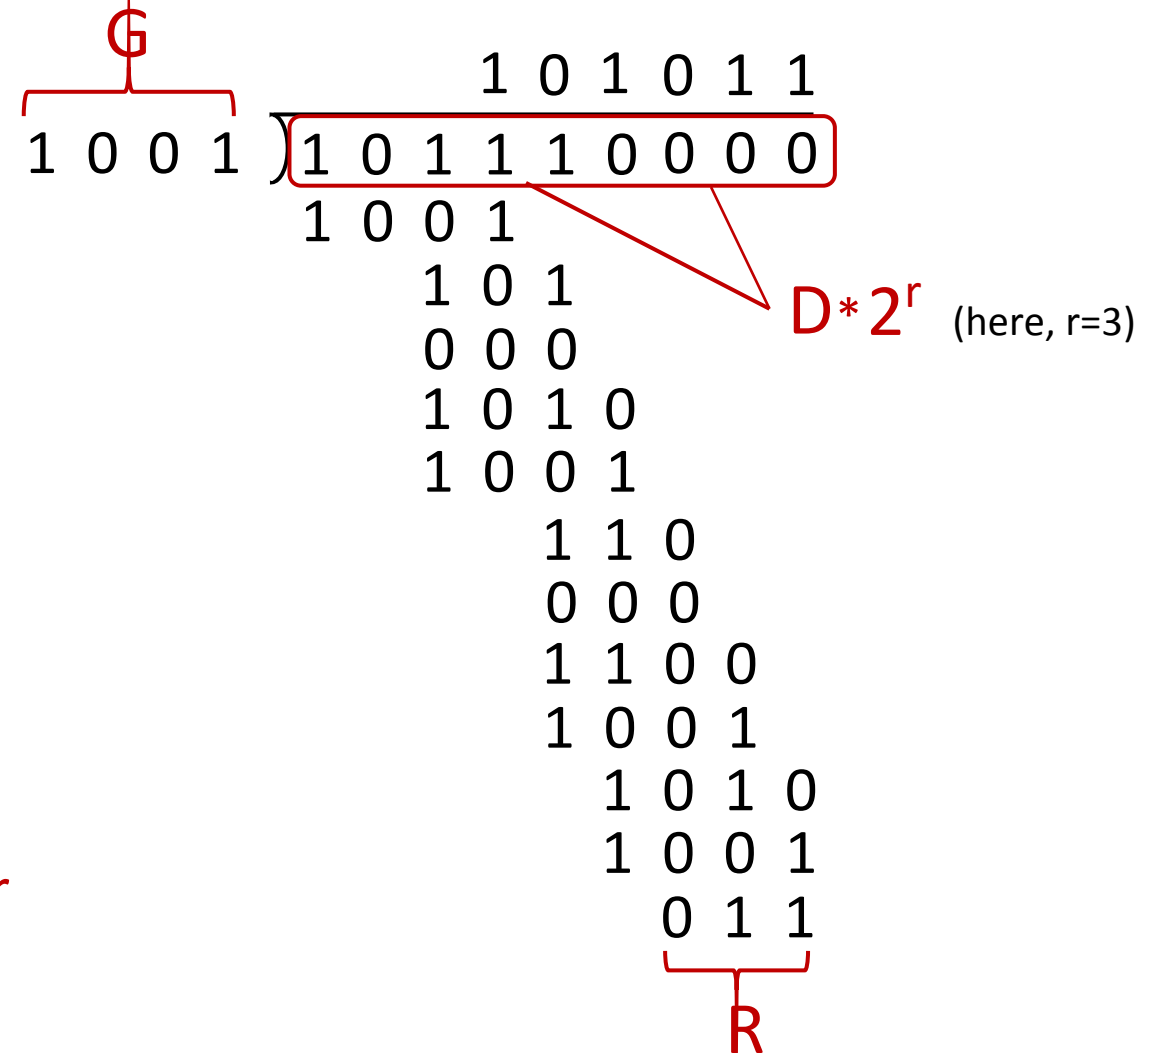 G
1 0 1 0 1 1
1 0 0 1 ) 1 0 1 1 1 0 0 0 0
1 0 0 1
1 0 1
D * 2^r (here, r=3)
0 0 0
1 0 1 0
1 0 0 1
1 1 0
0 0 0
1 1 0 0
1 0 0 1
1 0 1 0
1 0 0 1
r
0 1 1
R